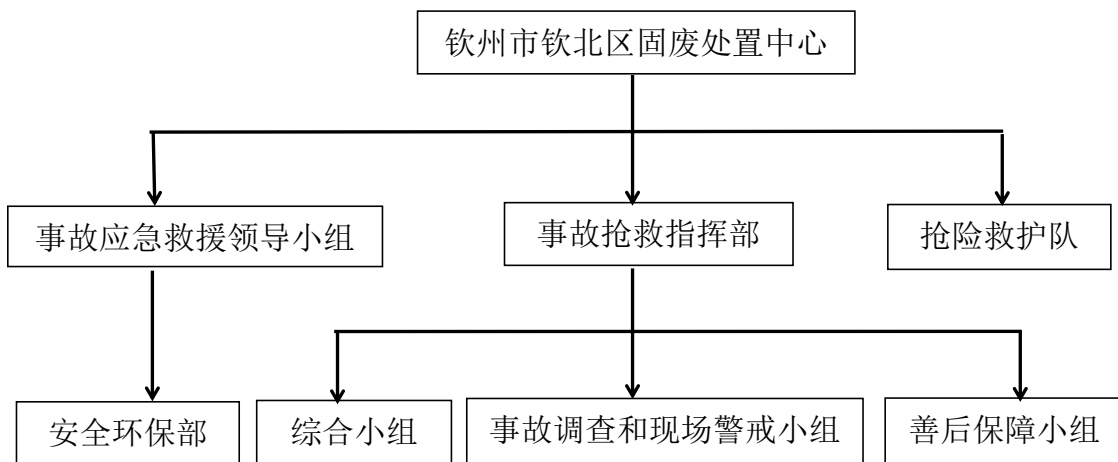 钦州市钦北区固废处置中心
事故应急救援领导小组
事故抢救指挥部
抢险救护队
安全环保部
综合小组
事故调查和现场警戒小组
善后保障小组